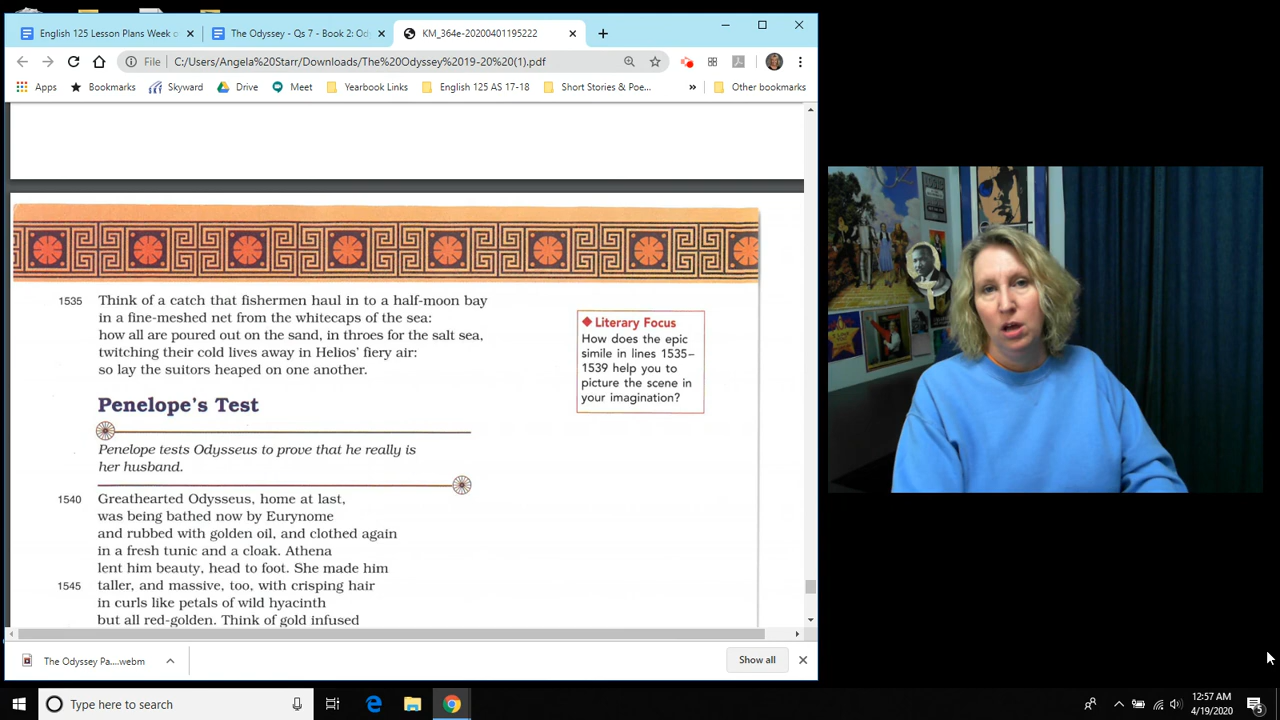 English 125 Lesson Plans Week o
The Odyssey - Qs 7 - Book 2: Od
KM_364e-20200401195222
File
C:/Users/Angela%20Starr/Downloads/The%20Odyssey%2019-20%20(1).pdf
Apps
Bookmarks
Skyward
Drive
Meet
Yearbook Links
English 125 AS 17-18
Short Stories & Poe...
»
Other bookmarks
1535 Think of a catch that fishermen haul in to a half-moon bay
in a fine-meshed net from the whitecaps of the sea:
how all are poured out on the sand, in throes for the salt sea,
twitching their cold lives away in Helios' fiery air:
so lay the suitors heaped on one another.
◆ Literary Focus
How does the epic
simile in lines 1535–
1539 help you to
picture the scene in
your imagination?
Penelope's Test
Penelope tests Odysseus to prove that he really is
her husband.
1540 Greathearted Odysseus, home at last,
was being bathed now by Eurynome
and rubbed with golden oil, and clothed again
in a fresh tunic and a cloak. Athena
lent him beauty, head to foot. She made him
1545 taller, and massive, too, with crisping hair
in curls like petals of wild hyacinth
but all red-golden. Think of gold infused
The Odyssey Pa....webm
Show all
Type here to search
12:57 AM
4/19/2020
5